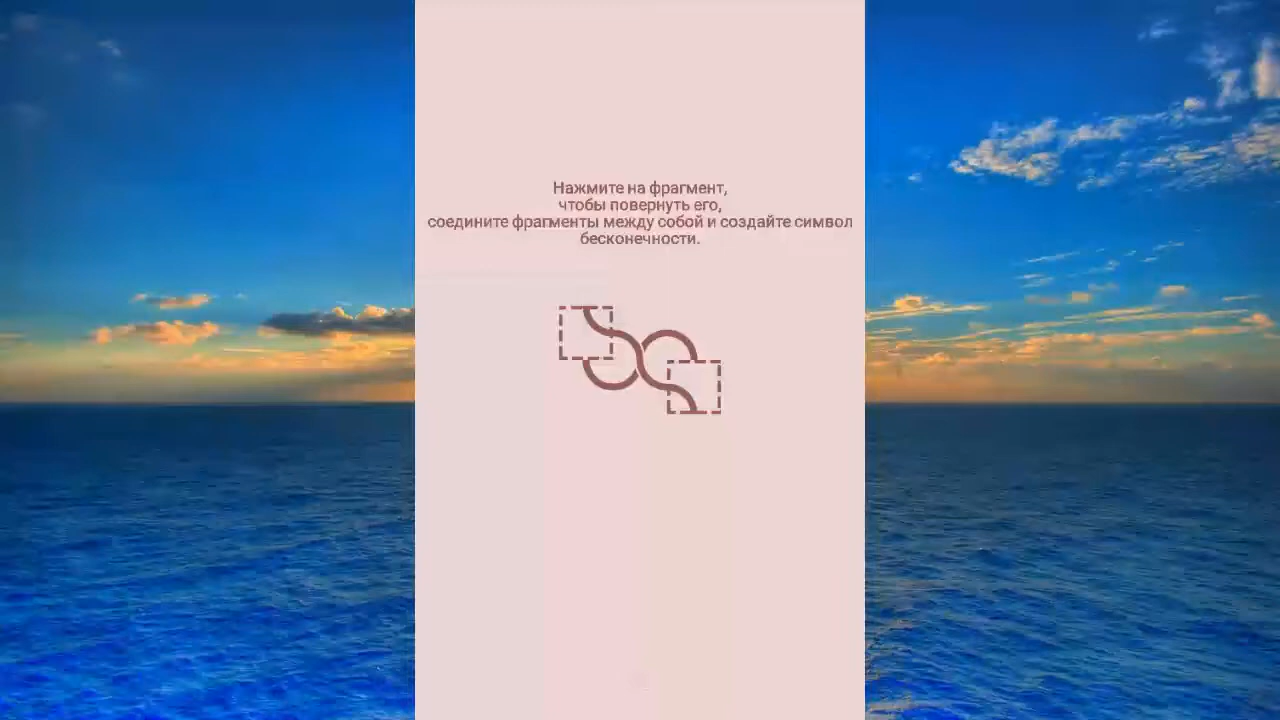 Нажмите на фрагмент,
чтобы повернуть его,
соедините фрагменты между собой и создайте символ
бесконечности.